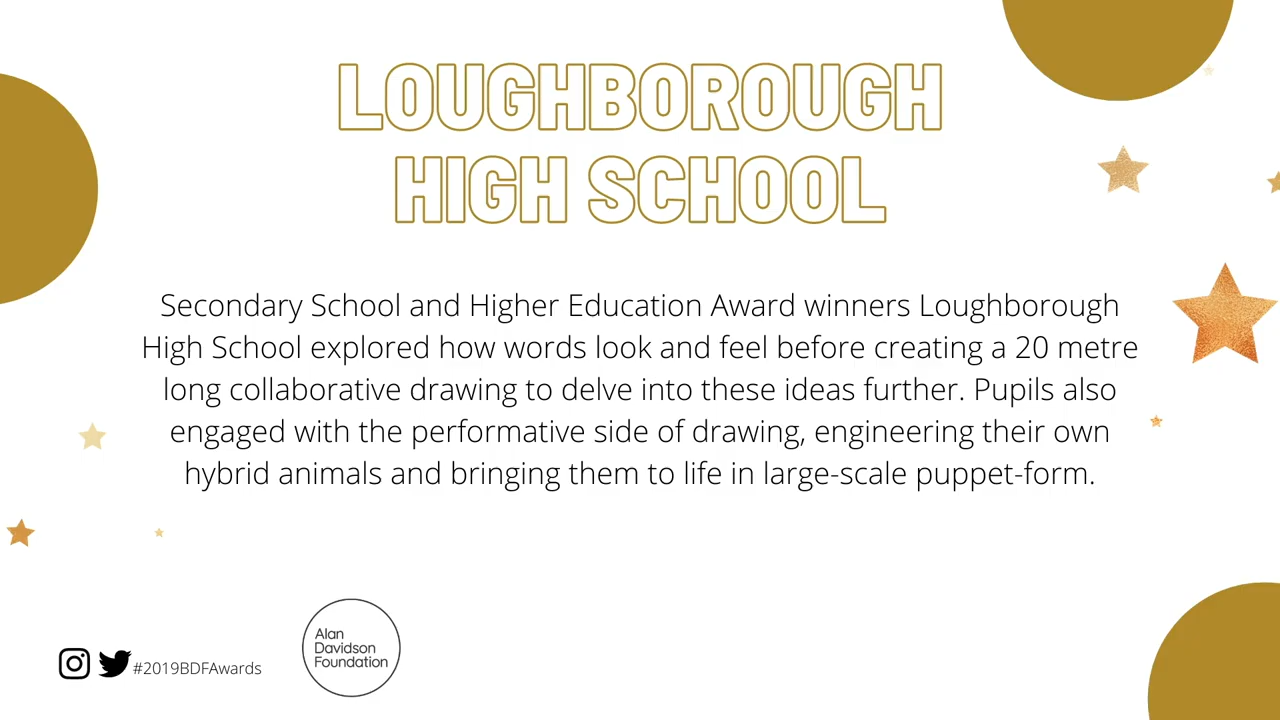 LOUGHBOROUGH
HIGH SCHOOL
Secondary School and Higher Education Award winners Loughborough
High School explored how words look and feel before creating a 20 metre
long collaborative drawing to delve into these ideas further. Pupils also
engaged with the performative side of drawing, engineering their own
hybrid animals and bringing them to life in large-scale puppet-form.
#2019BDFAwards
Alan
Davidson
Foundation